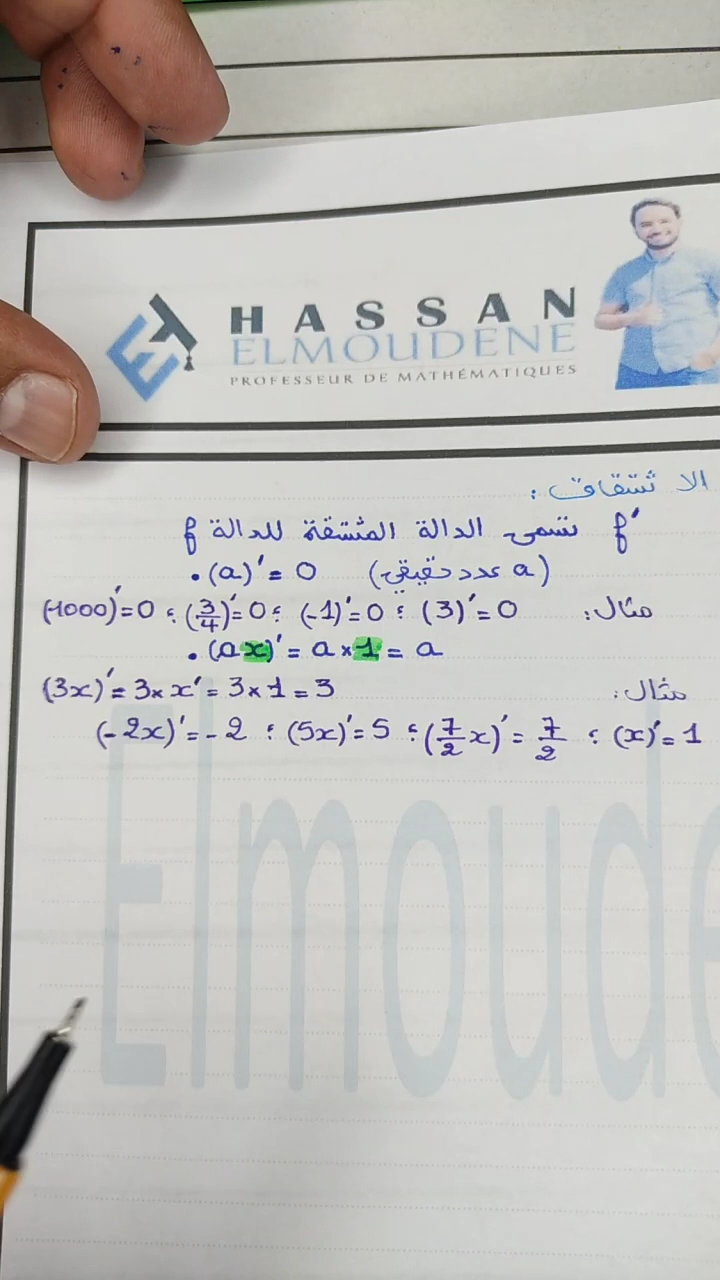 HASSAN
ELMOUDENE
PROFESSEUR DE MATHÉMATIQUES
الاشتقاق :
f' تسمى الدالة المشتقة للدالة f
• (a)' = 0 (a عدد حقيقي)
مثال: (3)' = 0 ؛ (-1)' = 0 ؛ (3/4)' = 0 ؛ (-1000)' = 0
• (ax)' = a × 1 = a
مثال: (3x)' = 3 × x' = 3 × 1 = 3
(x)' = 1 ؛ (7/2 x)' = 7/2 ؛ (5x)' = 5 ؛ (-2x)' = -2
Elmoude